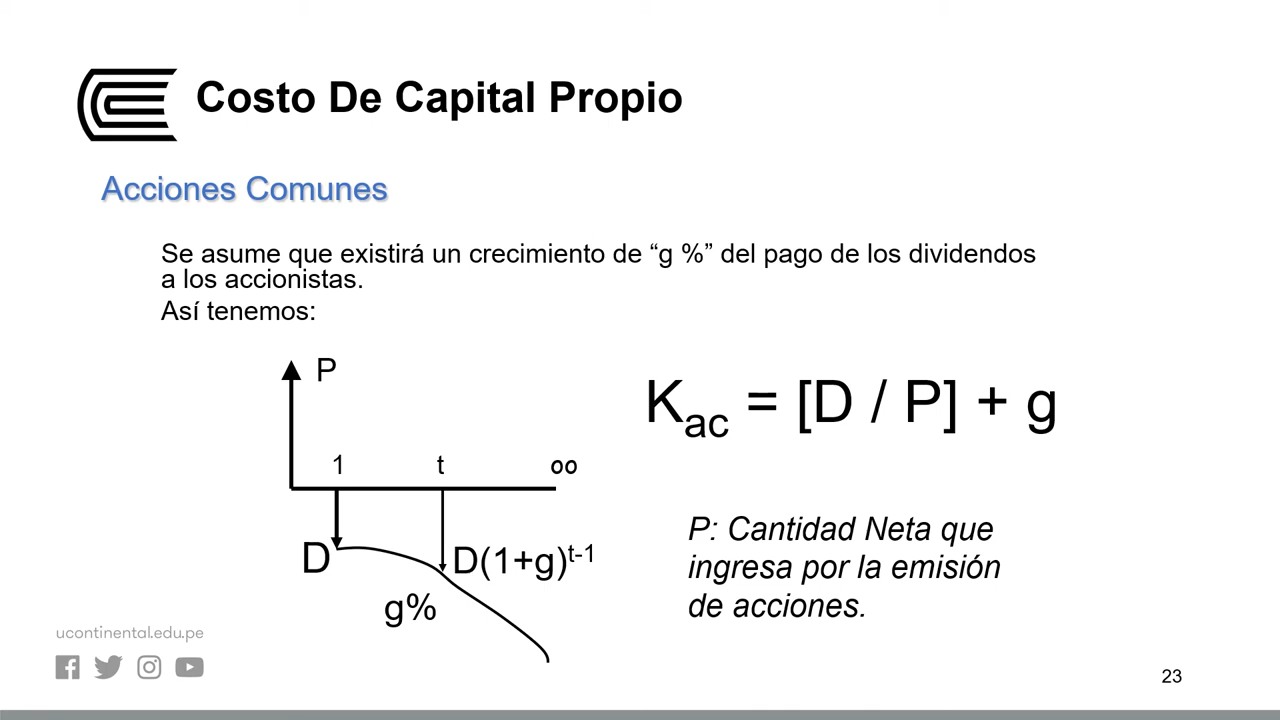 Costo De Capital Propio
Acciones Comunes
Se asume que existirá un crecimiento de “g %” del pago de los dividendos
a los accionistas.
Así tenemos:
P
1 t oo
D
D(1+g)^{t-1}
g%
K_{ac} = [D / P] + g
P: Cantidad Neta que
ingresa por la emisión
de acciones.
ucontinental.edu.pe
23